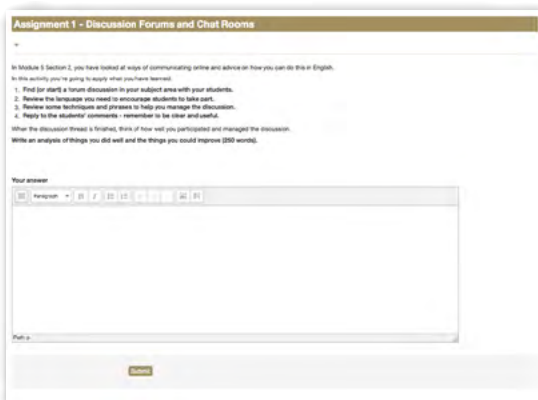 Assignment 1 - Discussion Forums and Chat Rooms
In Module 5 Section 2, you have looked at ways of communicating online and advice on how you can do this in English.
In this activity you're going to apply what you have learned.
1. Find (or start) a forum discussion in your subject area with your students.
2. Review the language you need to encourage students to take part.
3. Review some techniques and phrases to help you manage the discussion.
4. Reply to the students' comments - remember to be clear and useful.
When the discussion thread is finished, think of how well you participated and managed the discussion.
Write an analysis of things you did well and the things you could improve (250 words).
Your answer
Paragraph B I
Path: p
Submit